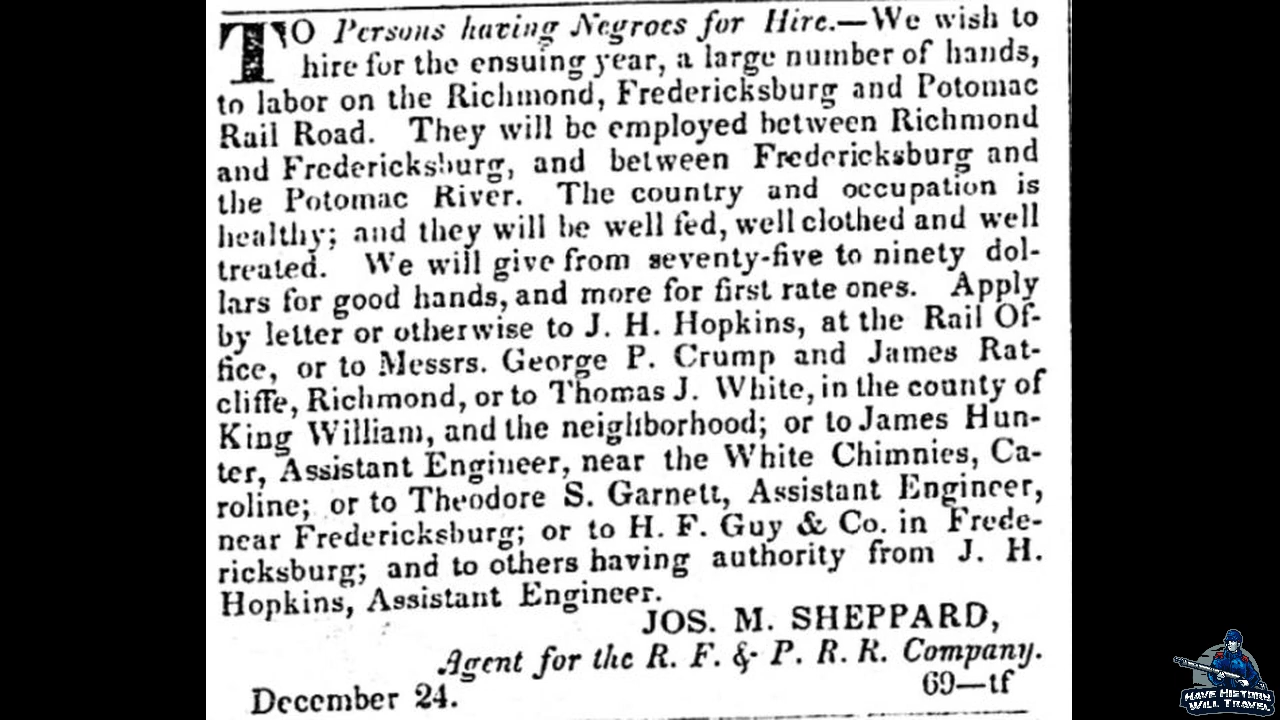 TO Persons having Negroes for Hire.—We wish to
hire for the ensuing year, a large number of hands,
to labor on the Richmond, Fredericksburg and Potomac
Rail Road. They will be employed between Richmond
and Fredericksburg, and between Fredericksburg and
the Potomac River. The country and occupation is
healthy; and they will be well fed, well clothed and well
treated. We will give from seventy-five to ninety dol-
lars for good hands, and more for first rate ones. Apply
by letter or otherwise to J. H. Hopkins, at the Rail Of-
fice, or to Messrs. George P. Crump and James Rat-
cliffe, Richmond, or to Thomas J. White, in the county of
King William, and the neighborhood; or to James Hun-
ter, Assistant Engineer, near the White Chimnies, Ca-
roline; or to Theodore S. Garnett, Assistant Engineer,
near Fredericksburg; or to H. F. Guy & Co. in Frede-
ricksburg; and to others having authority from J. H.
Hopkins, Assistant Engineer.
JOS. M. SHEPPARD,
Agent for the R. F. & P. R. R. Company.
December 24. 69—tf